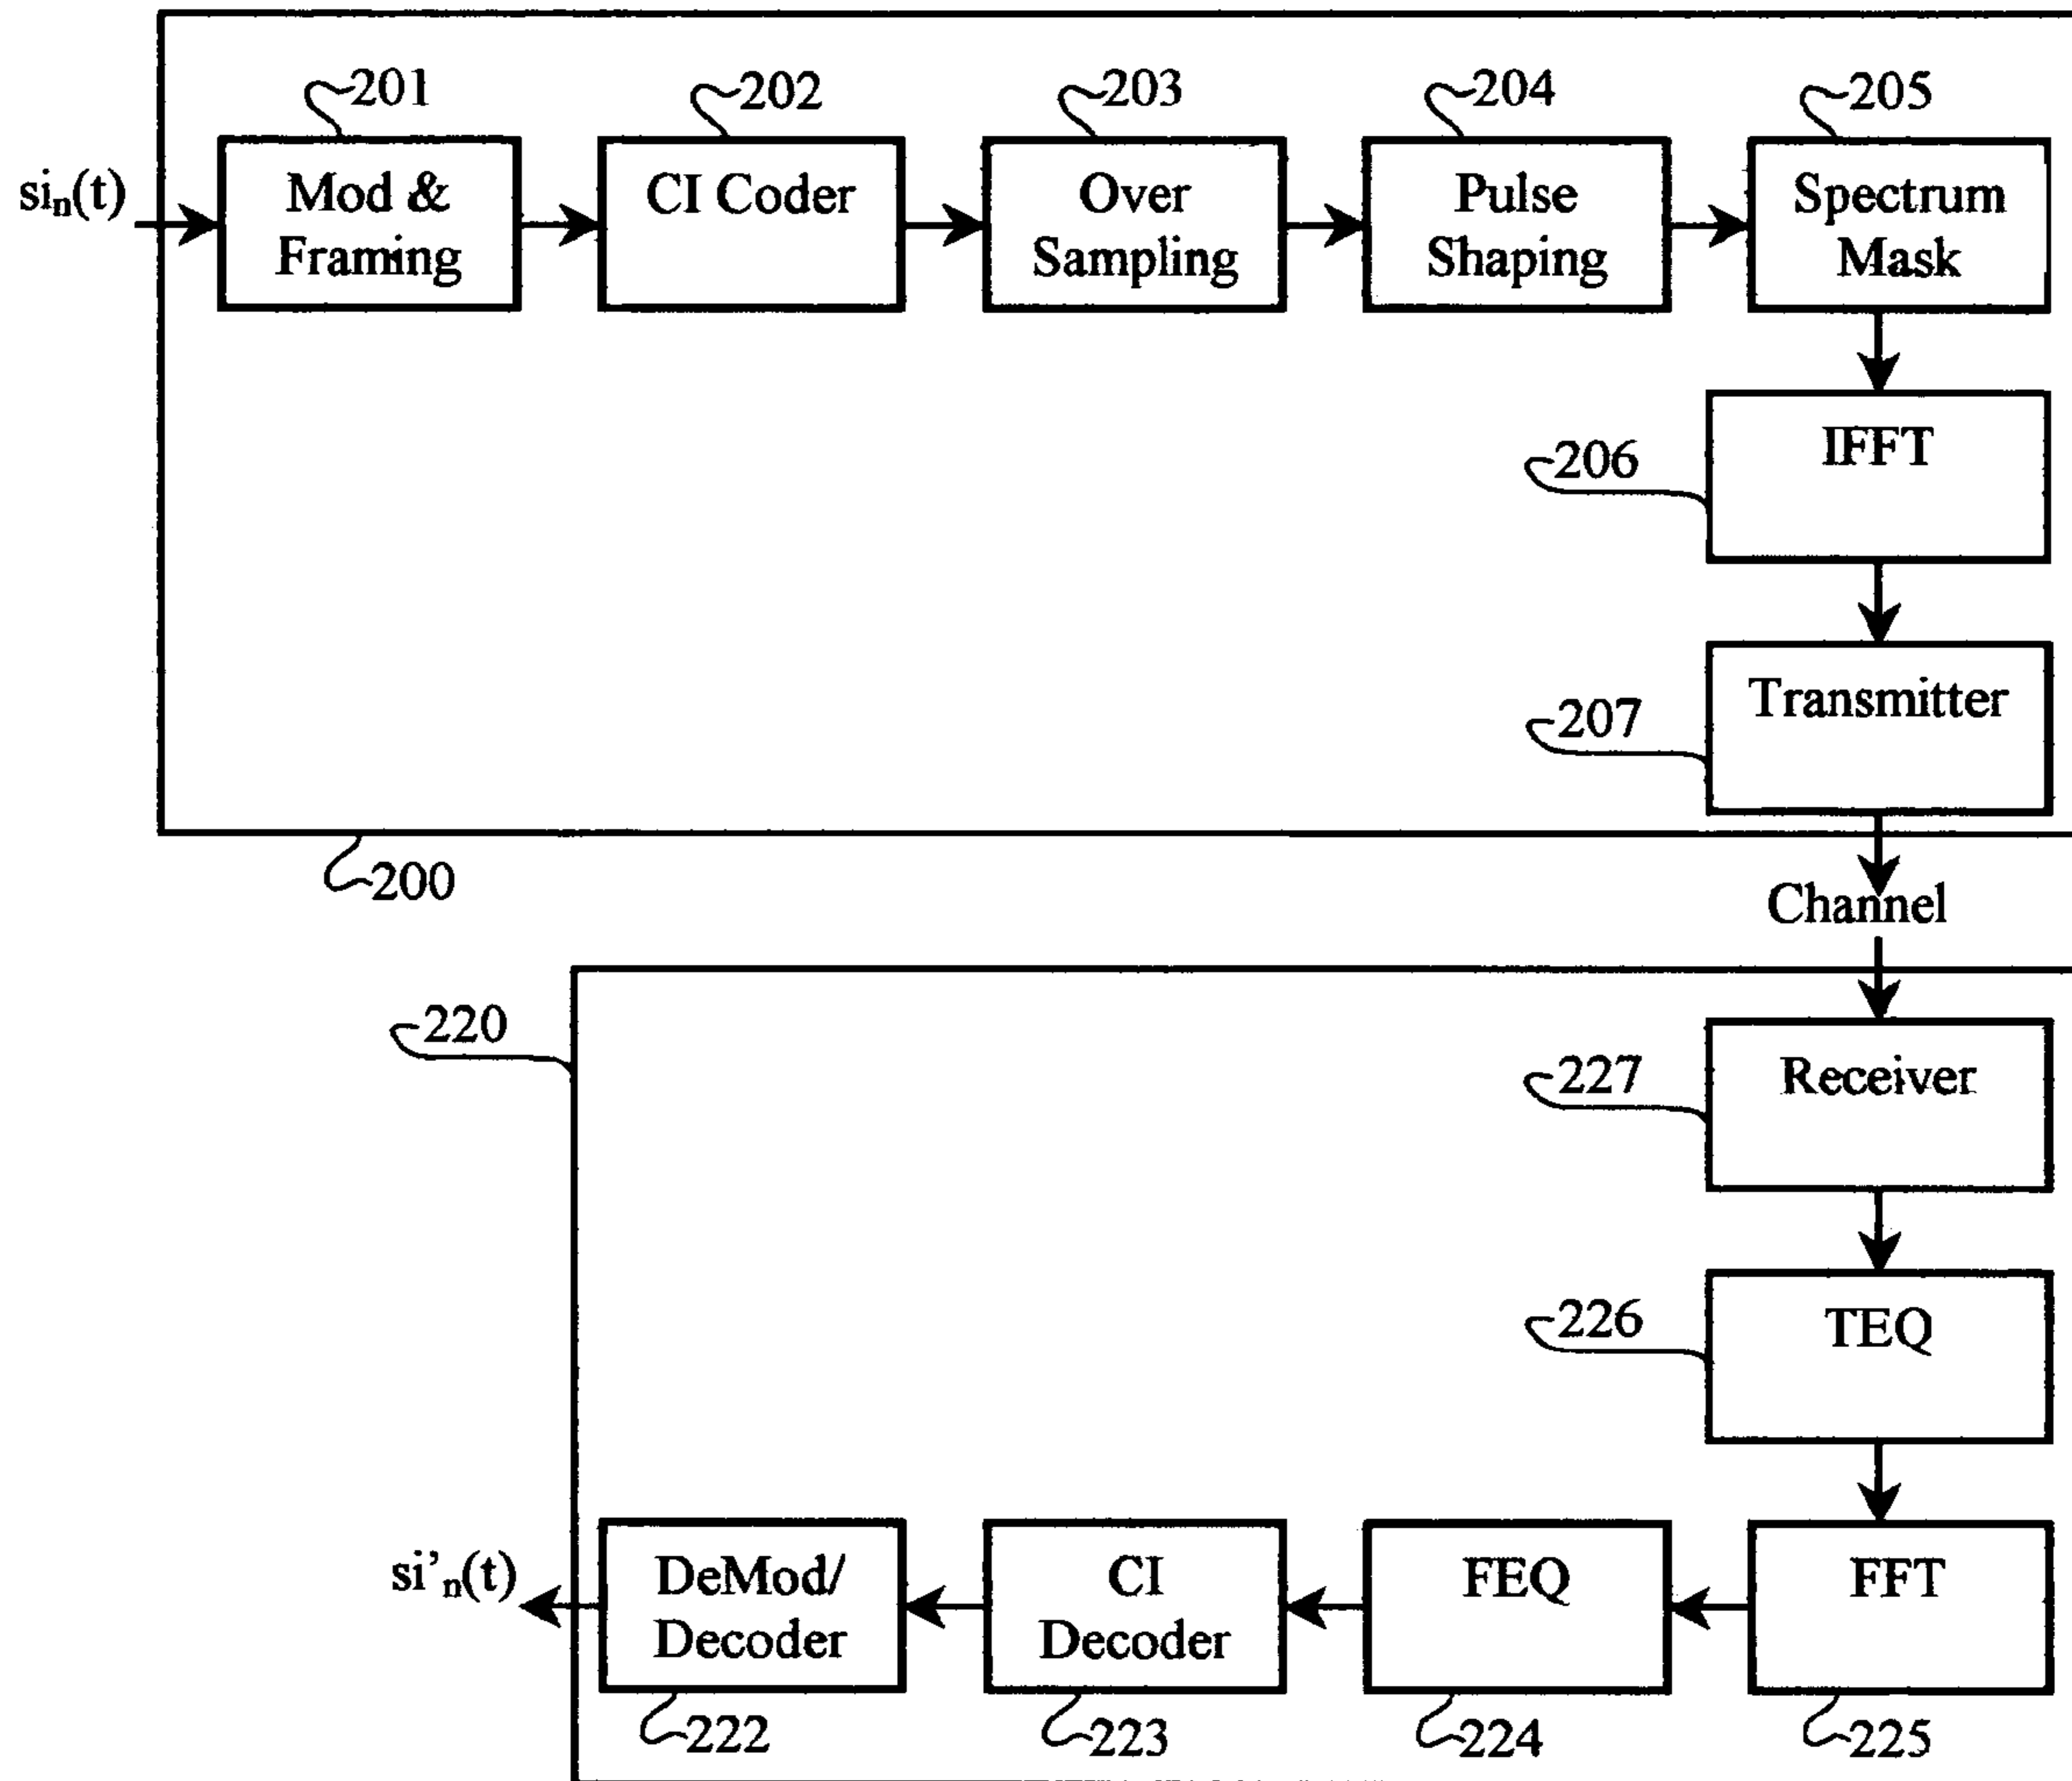 201
202
203
204
205
si_n(t)
Mod &
Framing
CI Coder
Over
Sampling
Pulse
Shaping
Spectrum
Mask
IFFT
206
Transmitter
207
200
Channel
220
Receiver
227
TEQ
226
si'_n(t)
DeMod/
Decoder
CI
Decoder
FEQ
FFT
222
223
224
225